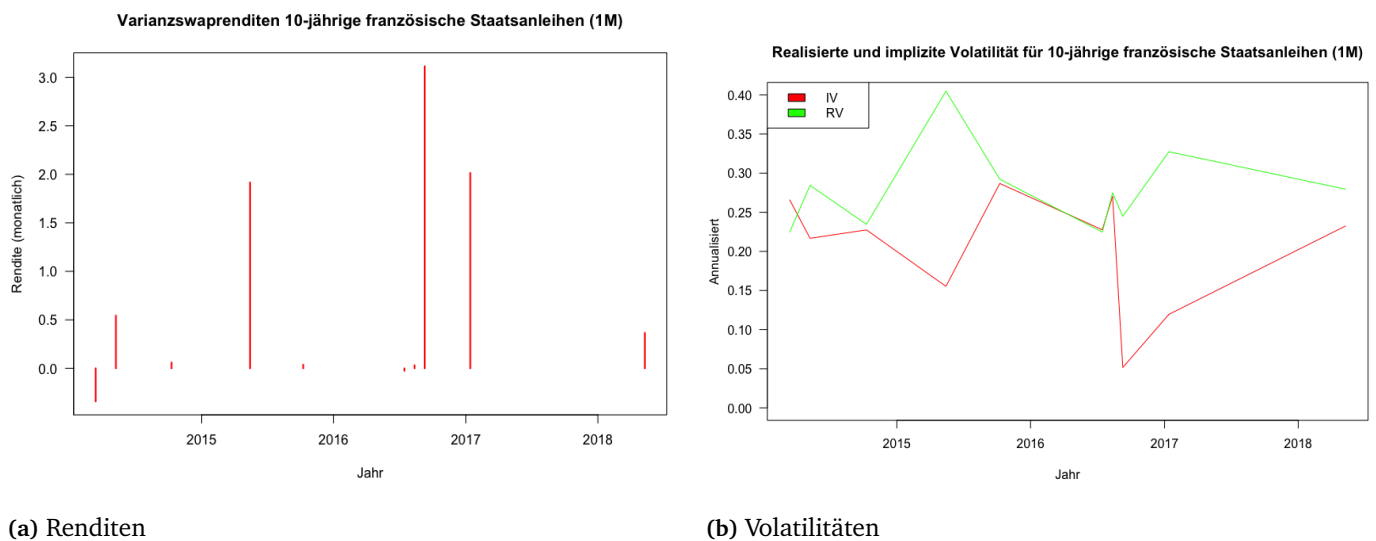 Varianzswaprenditen 10-jährige französische Staatsanleihen (1M)
Rendite (monatlich)
3.0
2.5
2.0
1.5
1.0
0.5
0.0
2015 2016 2017 2018
Jahr
(a) Renditen
Realisierte und implizite Volatilität für 10-jährige französische Staatsanleihen (1M)
IV
RV
Annualisiert
0.40
0.35
0.30
0.25
0.20
0.15
0.10
0.05
0.00
2015 2016 2017 2018
Jahr
(b) Volatilitäten